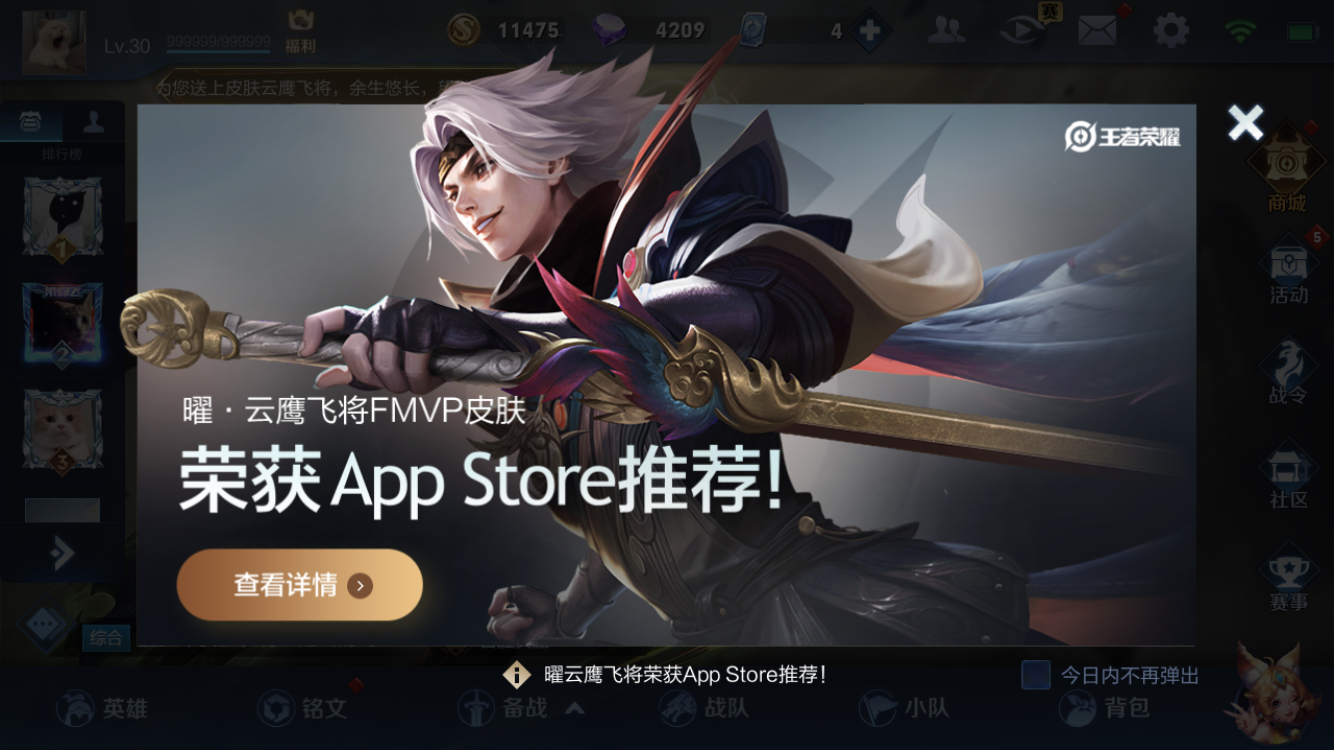 Lv.30
999999/999999
福利
11475
4209
4
赛
为您送上皮肤云鹰飞将，余生悠长，
排行榜
1
2
3
综合
王者荣耀
曜·云鹰飞将FMVP皮肤
荣获App Store推荐!
查看详情
曜云鹰飞将荣获App Store推荐!
今日内不再弹出
商城
5
活动
战令
社区
赛事
英雄
铭文
备战
战队
小队
背包